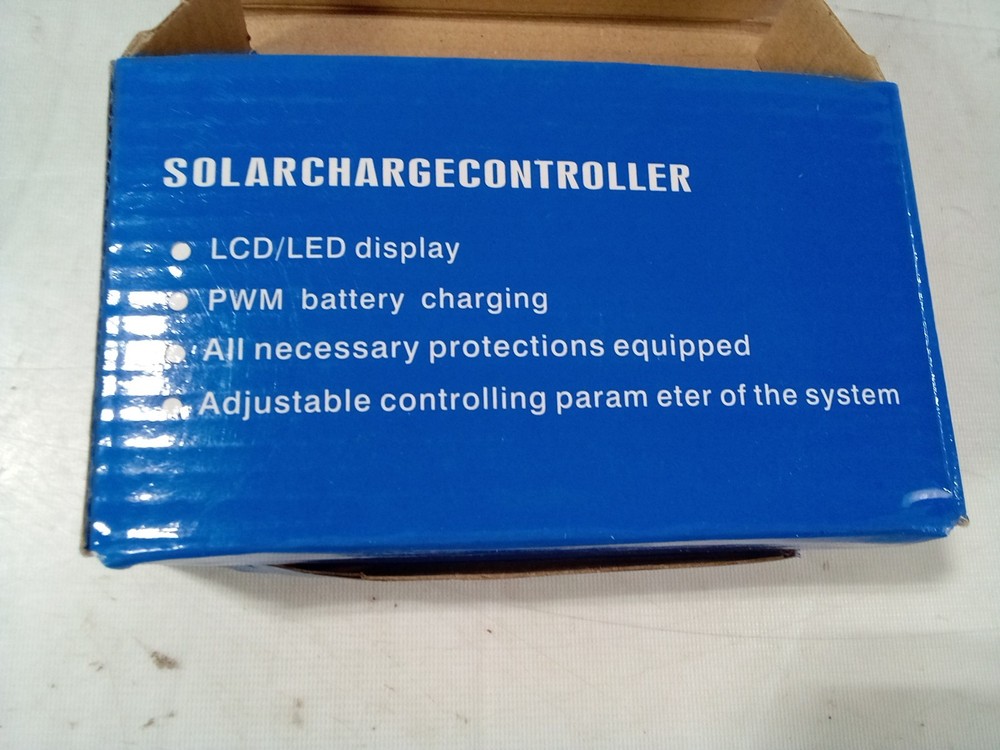 SOLARCHARGECONTROLLER
LCD/LED display
PWM battery charging
All necessary protections equipped
Adjustable controlling param eter of the system